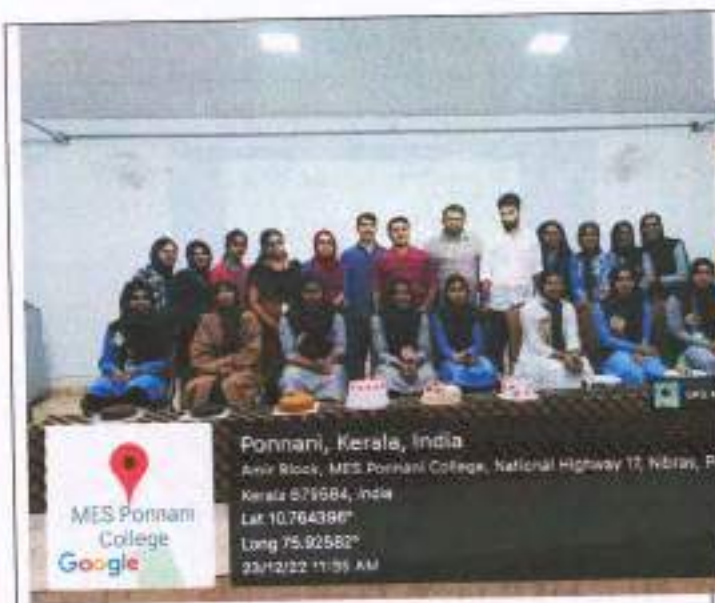 MES Ponnani
College
Google
Ponnani, Kerala, India
Amir Block, MES Ponnani College, National Highway 17, Nibras, P
Kerala 679584, India
Lat 10.764396°
Long 75.92582°
23/12/22 11:35 AM